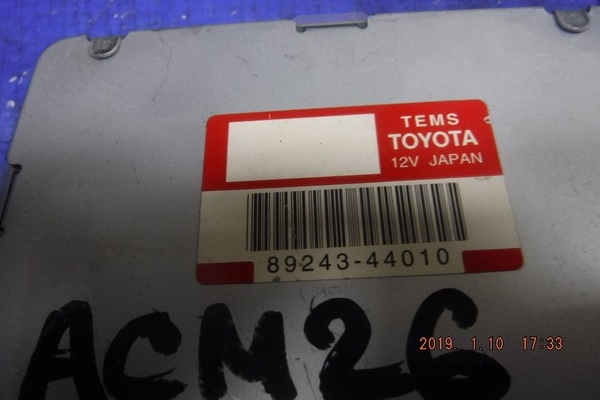 TEMS
TOYOTA
12V JAPAN
89243-44010
ACM26
2019. 1.10 17:33